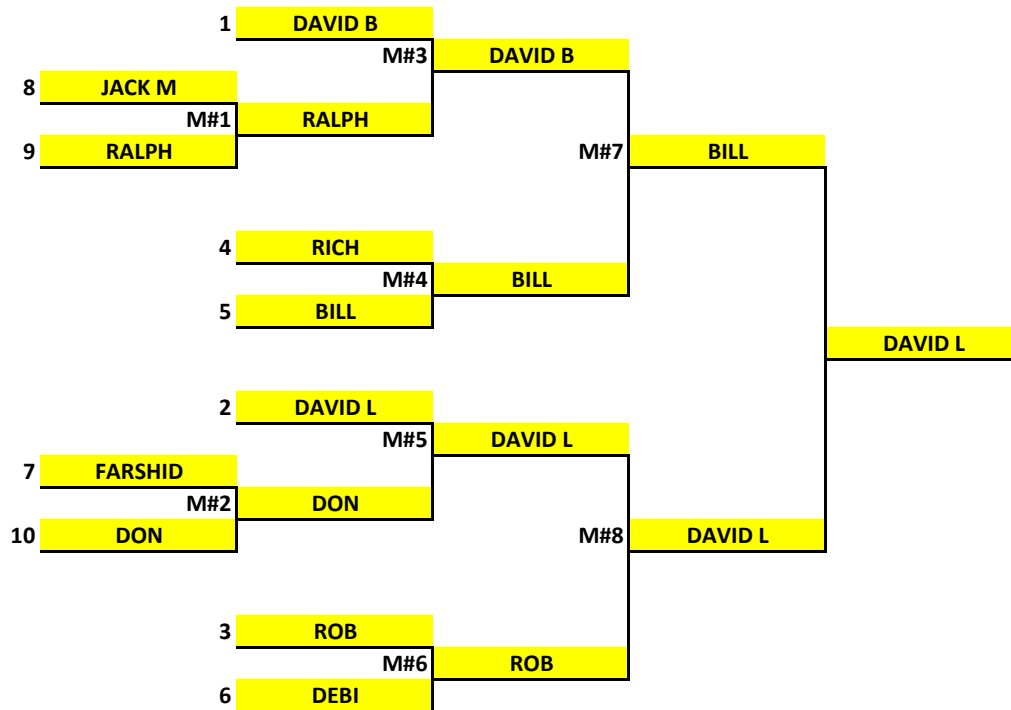 1 DAVID B
M#3 DAVID B
8 JACK M
M#1 RALPH
9 RALPH
M#7 BILL
4 RICH
M#4 BILL
5 BILL
DAVID L
2 DAVID L
M#5 DAVID L
7 FARSHID
M#2 DON
10 DON
M#8 DAVID L
3 ROB
M#6 ROB
6 DEBI